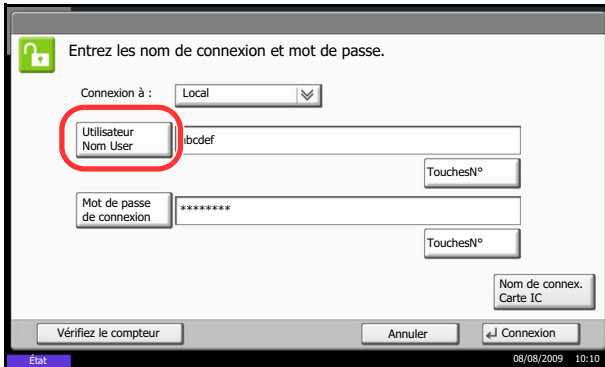 Entrez les nom de connexion et mot de passe.
Connexion à :
Local
Utilisateur
Nom User
abcdef
TouchesN°
Mot de passe
de connexion
********
TouchesN°
Nom de connex.
Carte IC
Vérifiez le compteur
Annuler
Connexion
État
08/08/2009 10:10